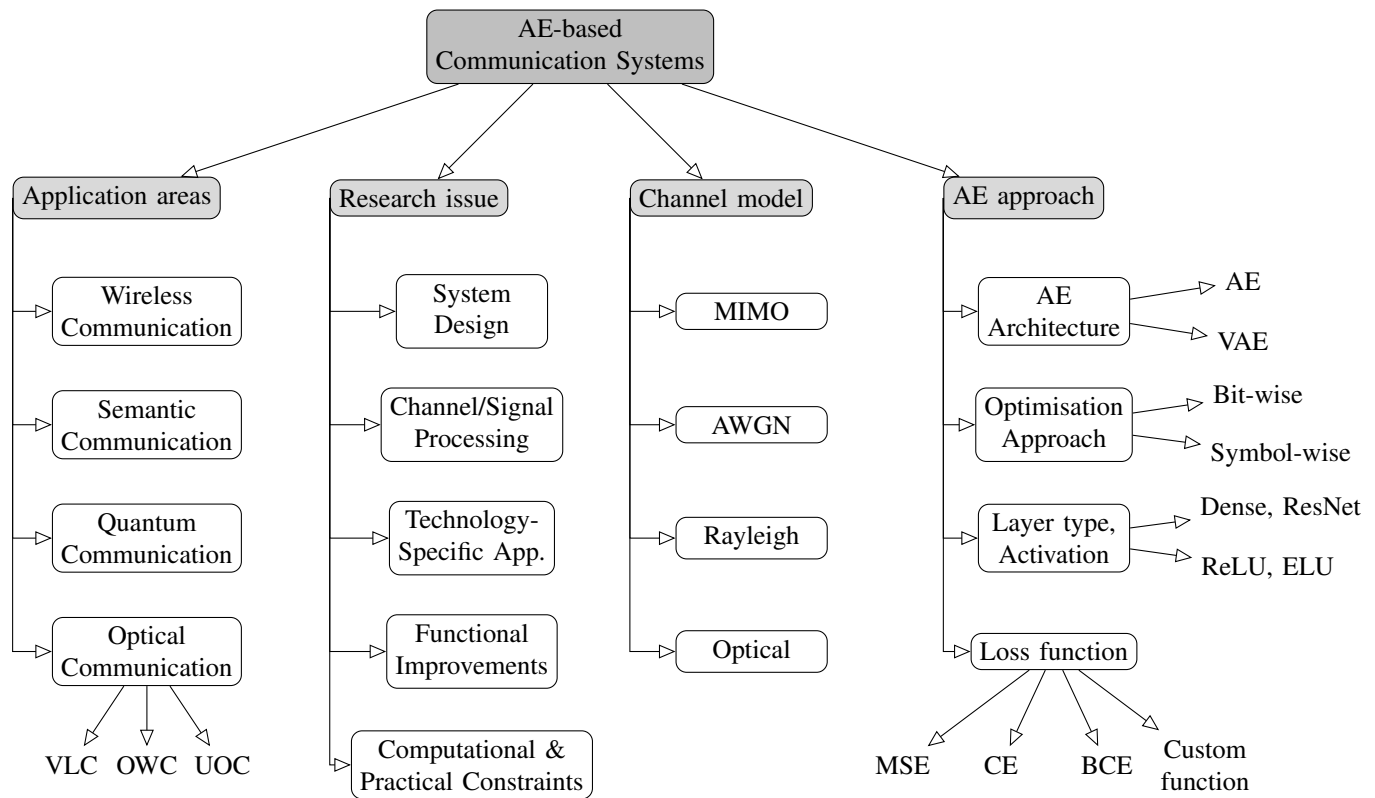 AE-based
Communication Systems
Application areas
Wireless
Communication
Semantic
Communication
Quantum
Communication
Optical
Communication
VLC
OWC
UOC
Research issue
System
Design
Channel/Signal
Processing
Technology-
Specific App.
Functional
Improvements
Computational &
Practical Constraints
Channel model
MIMO
AWGN
Rayleigh
Optical
AE approach
AE
Architecture
AE
VAE
Optimisation
Approach
Bit-wise
Symbol-wise
Layer type,
Activation
Dense, ResNet
ReLU, ELU
Loss function
MSE
CE
BCE
Custom
function